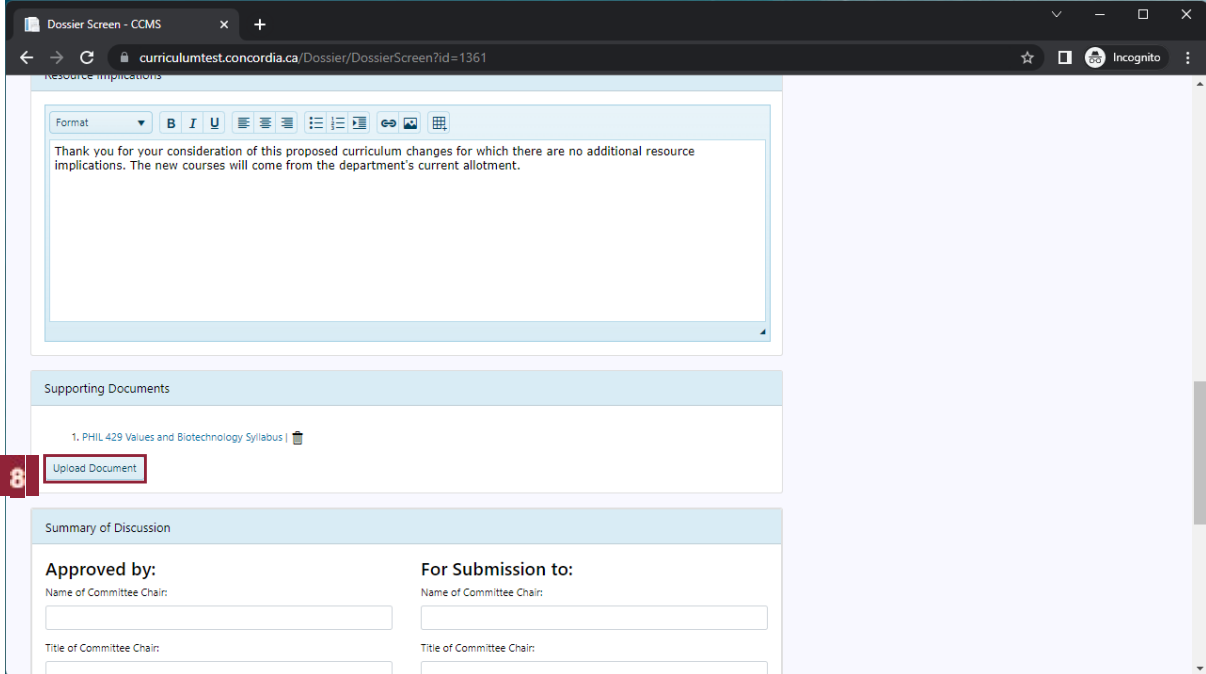 Dossier Screen - CCMS
curriculumtest.concordia.ca/Dossier/DossierScreen?id=1361
Incognito
Resource Implications
Format
B I U
Thank you for your consideration of this proposed curriculum changes for which there are no additional resource
implications. The new courses will come from the department's current allotment.
Supporting Documents
1. PHIL 429 Values and Biotechnology Syllabus |
8
Upload Document
Summary of Discussion
Approved by:
For Submission to:
Name of Committee Chair:
Name of Committee Chair:
Title of Committee Chair:
Title of Committee Chair: